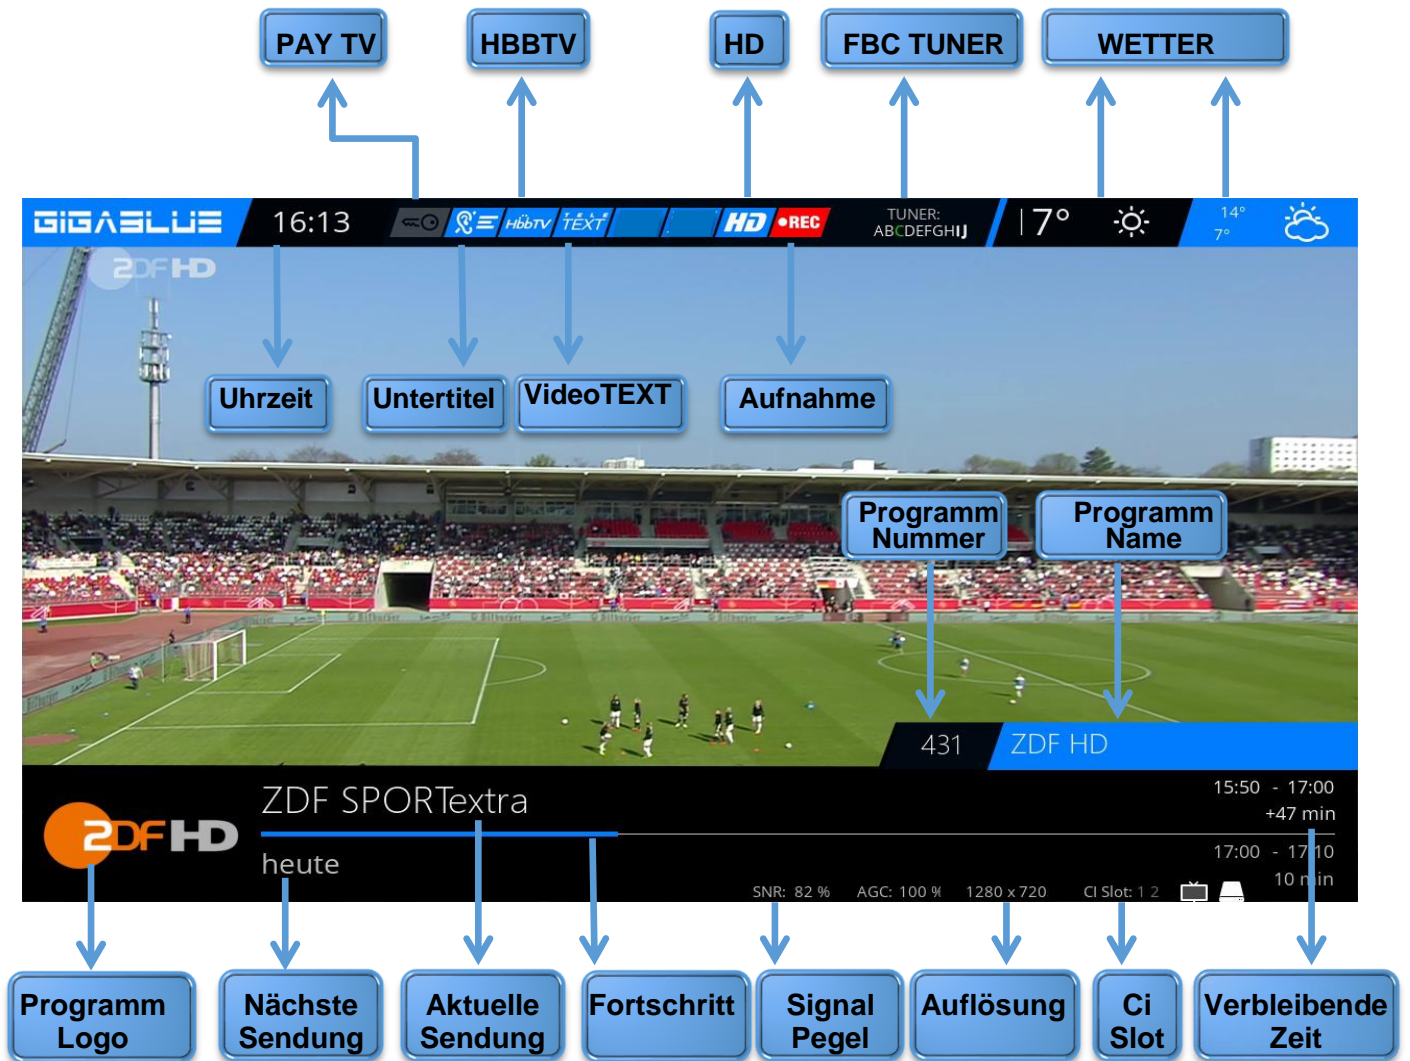 PAY TV
HBBTV
HD
FBC TUNER
WETTER
GIGABLUE
16:13
HbbTV
TELE
TEXT
HD
REC
TUNER:
ABCDEFGHIJ
7°
14°
7°
ZDF HD
Uhrzeit
Untertitel
VideoTEXT
Aufnahme
Programm
Nummer
Programm
Name
Bitburger
431
ZDF HD
ZDF SPORTextra
15:50 - 17:00
+47 min
ZDF HD
heute
17:00 - 17:10
10 min
SNR: 82 %
AGC: 100 %
1280 x 720
CI Slot: 1 2
Programm
Logo
Nächste
Sendung
Aktuelle
Sendung
Fortschritt
Signal
Pegel
Auflösung
Ci
Slot
Verbleibende
Zeit